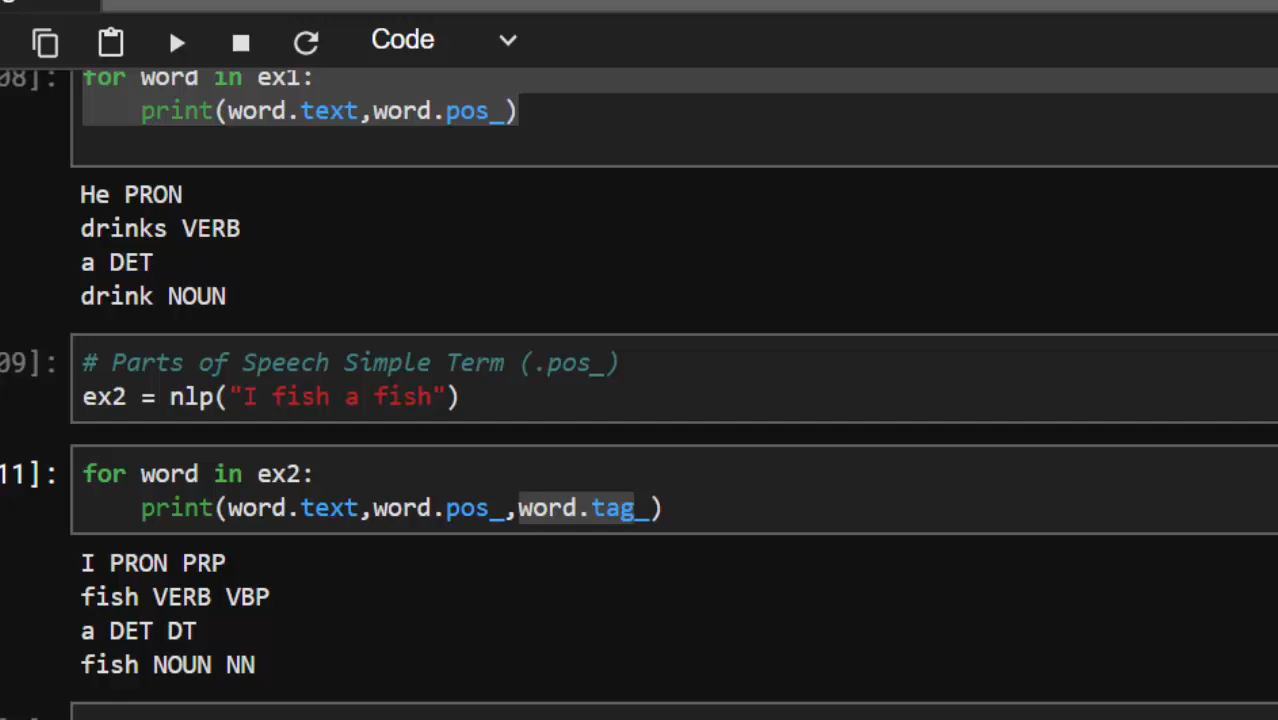 Code
08]: for word in ex1:
print(word.text,word.pos_)
He PRON
drinks VERB
a DET
drink NOUN
09]: # Parts of Speech Simple Term (.pos_)
ex2 = nlp("I fish a fish")
11]: for word in ex2:
print(word.text,word.pos_,word.tag_)
I PRON PRP
fish VERB VBP
a DET DT
fish NOUN NN